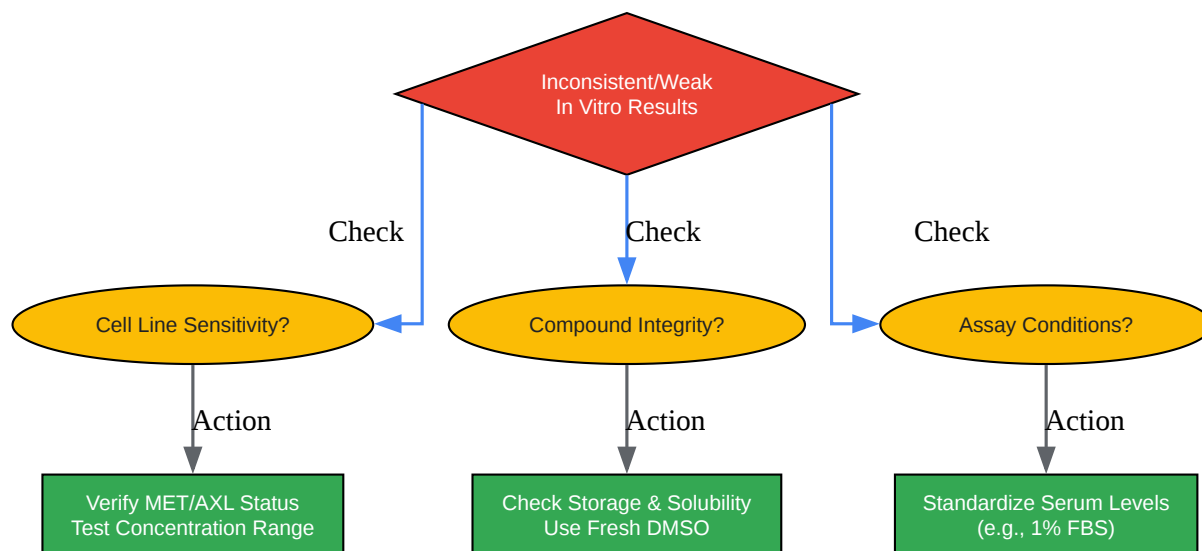 Inconsistent/Weak
In Vitro Results
Check
Check
Check
Cell Line Sensitivity?
Compound Integrity?
Assay Conditions?
Action
Action
Action
Verify MET/AXL Status
Test Concentration Range
Check Storage & Solubility
Use Fresh DMSO
Standardize Serum Levels
(e.g., 1% FBS)